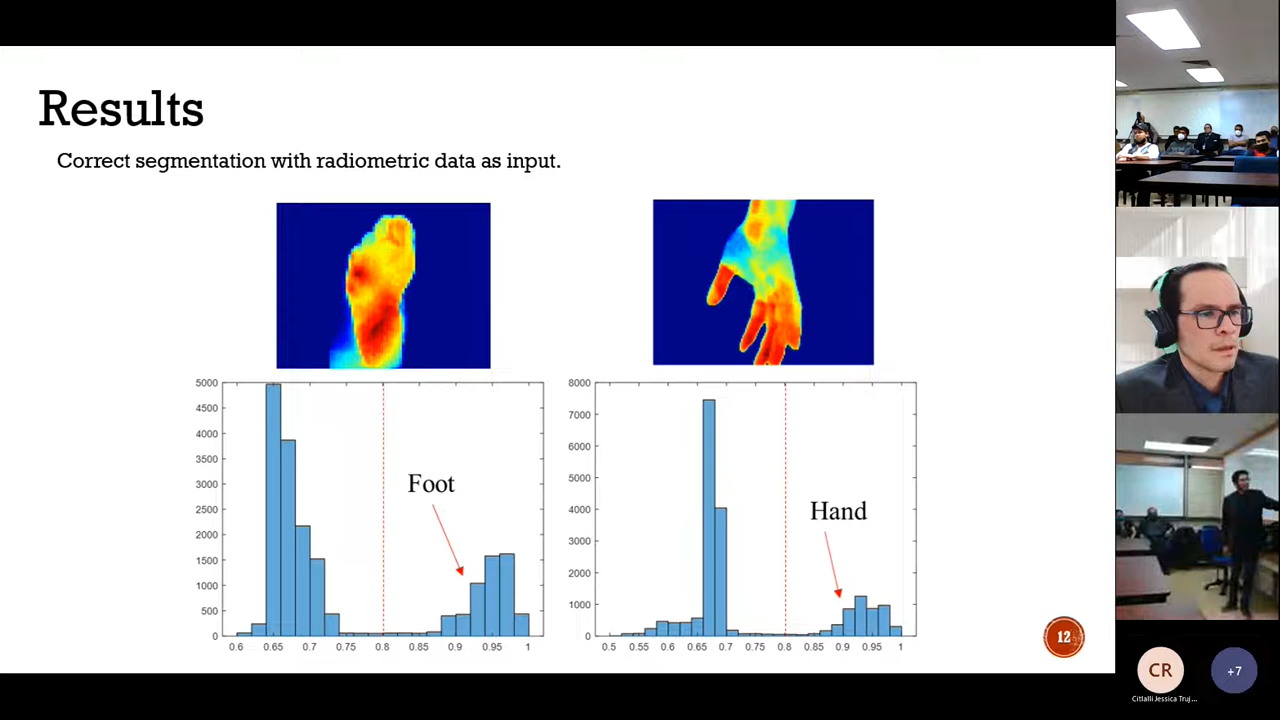 Results
Correct segmentation with radiometric data as input.
5000
4500
4000
3500
3000
2500
2000
1500
1000
500
0
0.6 0.65 0.7 0.75 0.8 0.85 0.9 0.95 1
Foot
8000
7000
6000
5000
4000
3000
2000
1000
0
0.5 0.55 0.6 0.65 0.7 0.75 0.8 0.85 0.9 0.95 1
Hand
12
CR
+7
Citlalli Jessica Truj...